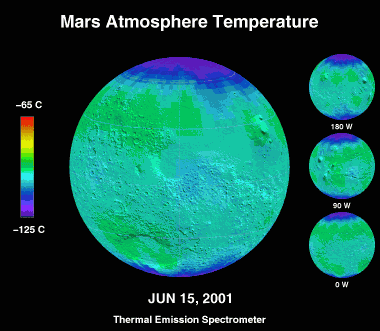 Mars Atmosphere Temperature
−65 C
−125 C
180 W
90 W
0 W
JUN 15, 2001
Thermal Emission Spectrometer